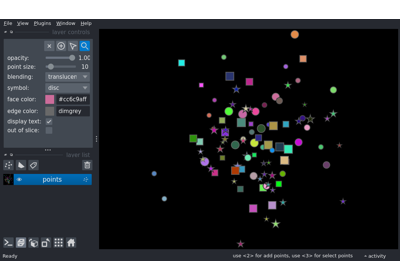 File View Plugins Window Help
layer controls
opacity: 1.00
point size: 10
blending: translucen
symbol: disc
face color: #cc6c9aff
edge color: dimgrey
display text:
out of slice:
layer list
points
Ready use <2> for add points, use <3> for select points activity